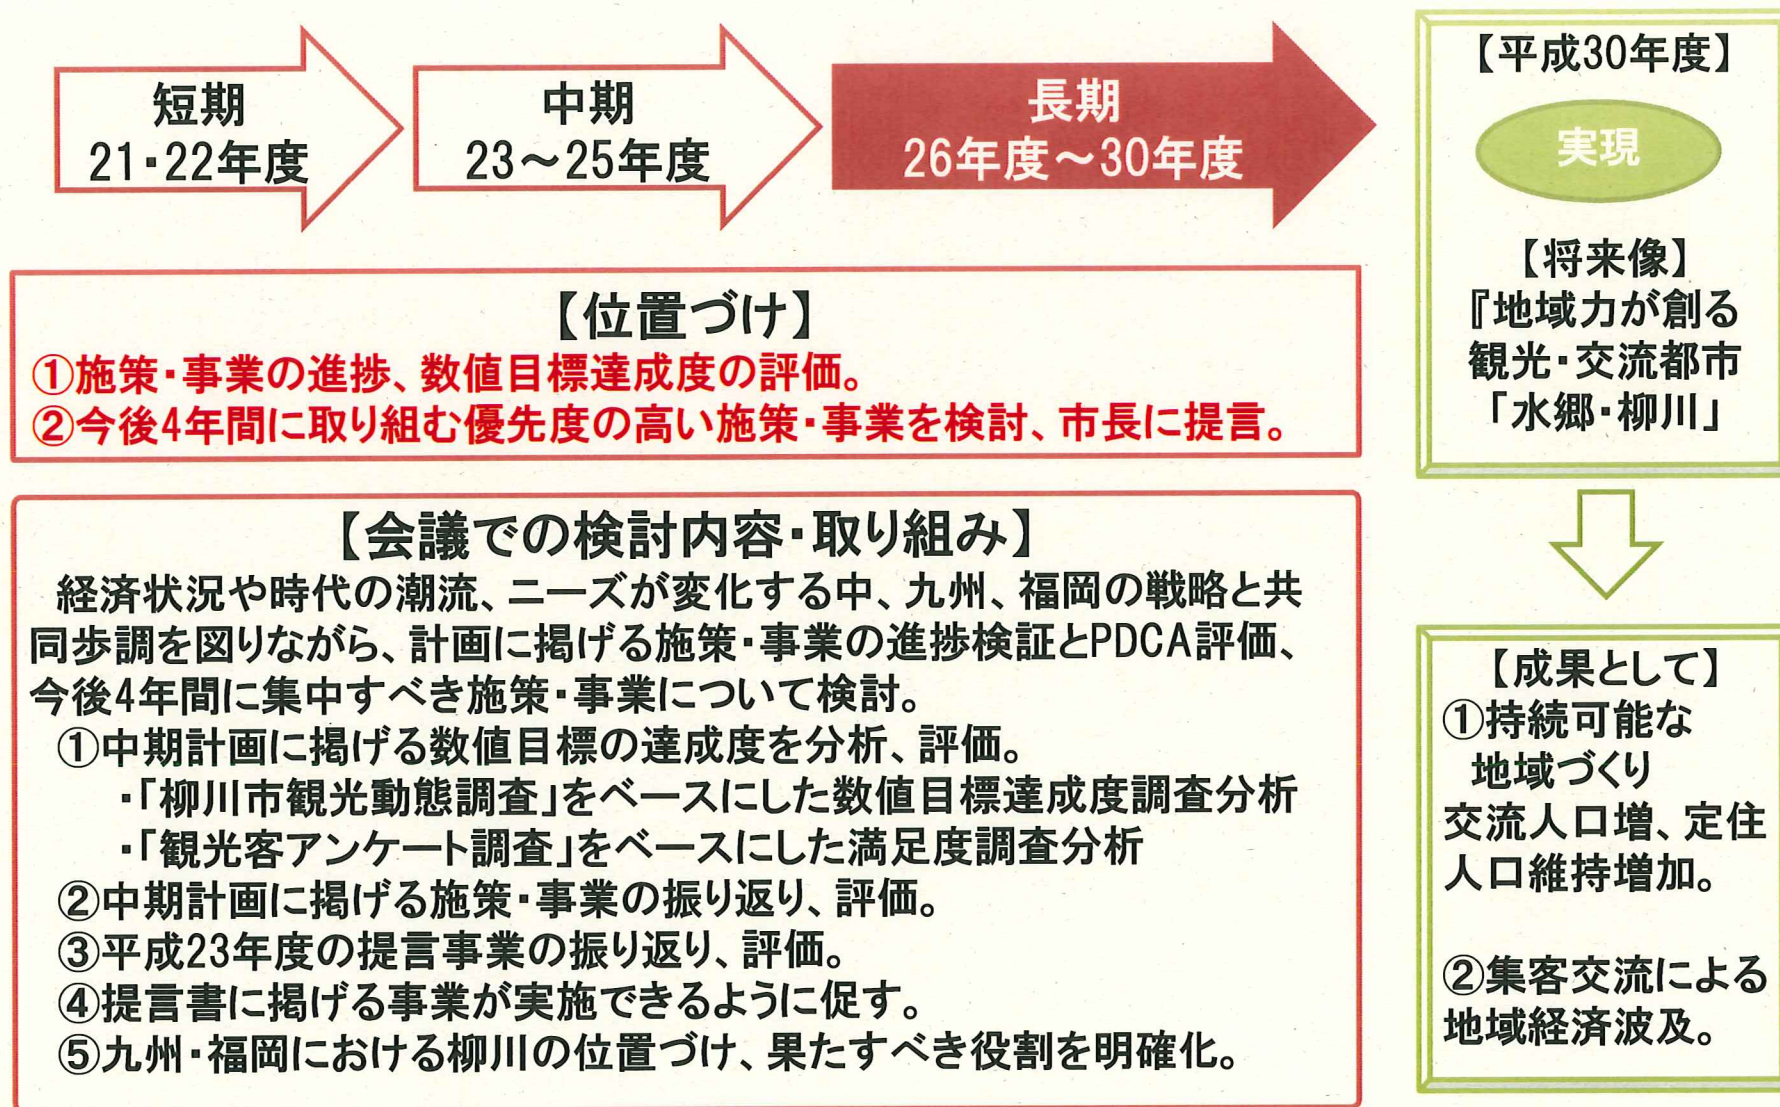 短期
21・22年度
中期
23～25年度
長期
26年度～30年度
【位置づけ】
①施策・事業の進捗、数値目標達成度の評価。
②今後4年間に取り組む優先度の高い施策・事業を検討、市長に提言。
【会議での検討内容・取り組み】
経済状況や時代の潮流、ニーズが変化する中、九州、福岡の戦略と共
同歩調を図りながら、計画に掲げる施策・事業の進捗検証とPDCA評価、
今後4年間に集中すべき施策・事業について検討。
①中期計画に掲げる数値目標の達成度を分析、評価。
・「柳川市観光動態調査」をベースにした数値目標達成度調査分析
・「観光客アンケート調査」をベースにした満足度調査分析
②中期計画に掲げる施策・事業の振り返り、評価。
③平成23年度の提言事業の振り返り、評価。
④提言書に掲げる事業が実施できるように促す。
⑤九州・福岡における柳川の位置づけ、果たすべき役割を明確化。
【平成30年度】
実現
【将来像】
『地域力が創る
観光・交流都市
「水郷・柳川」
【成果として】
①持続可能な
地域づくり
交流人口増、定住
人口維持増加。
②集客交流による
地域経済波及。